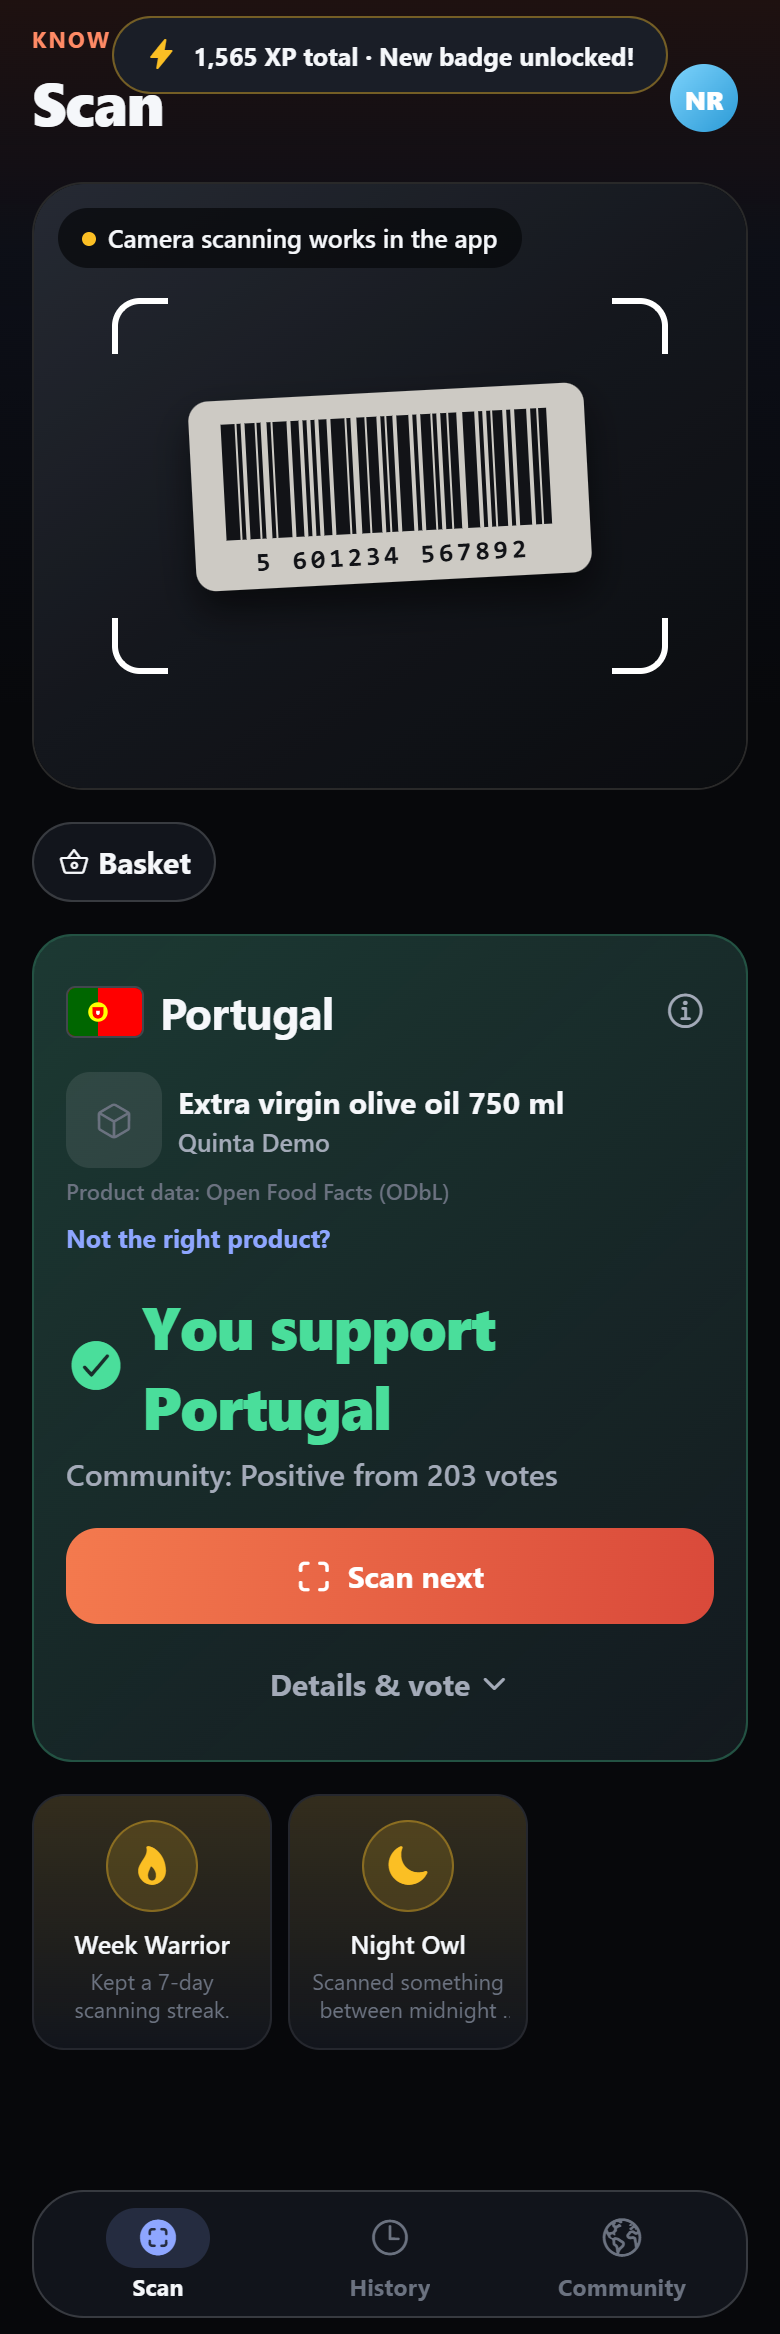 KNOW
1,565 XP total · New badge unlocked!
Scan
NR
Camera scanning works in the app
5 601234 567892
Basket
Portugal
Extra virgin olive oil 750 ml
Quinta Demo
Product data: Open Food Facts (ODbL)
Not the right product?
You support
Portugal
Community: Positive from 203 votes
Scan next
Details & vote
Week Warrior
Kept a 7-day
scanning streak.
Night Owl
Scanned something
between midnight ..
Scan
History
Community